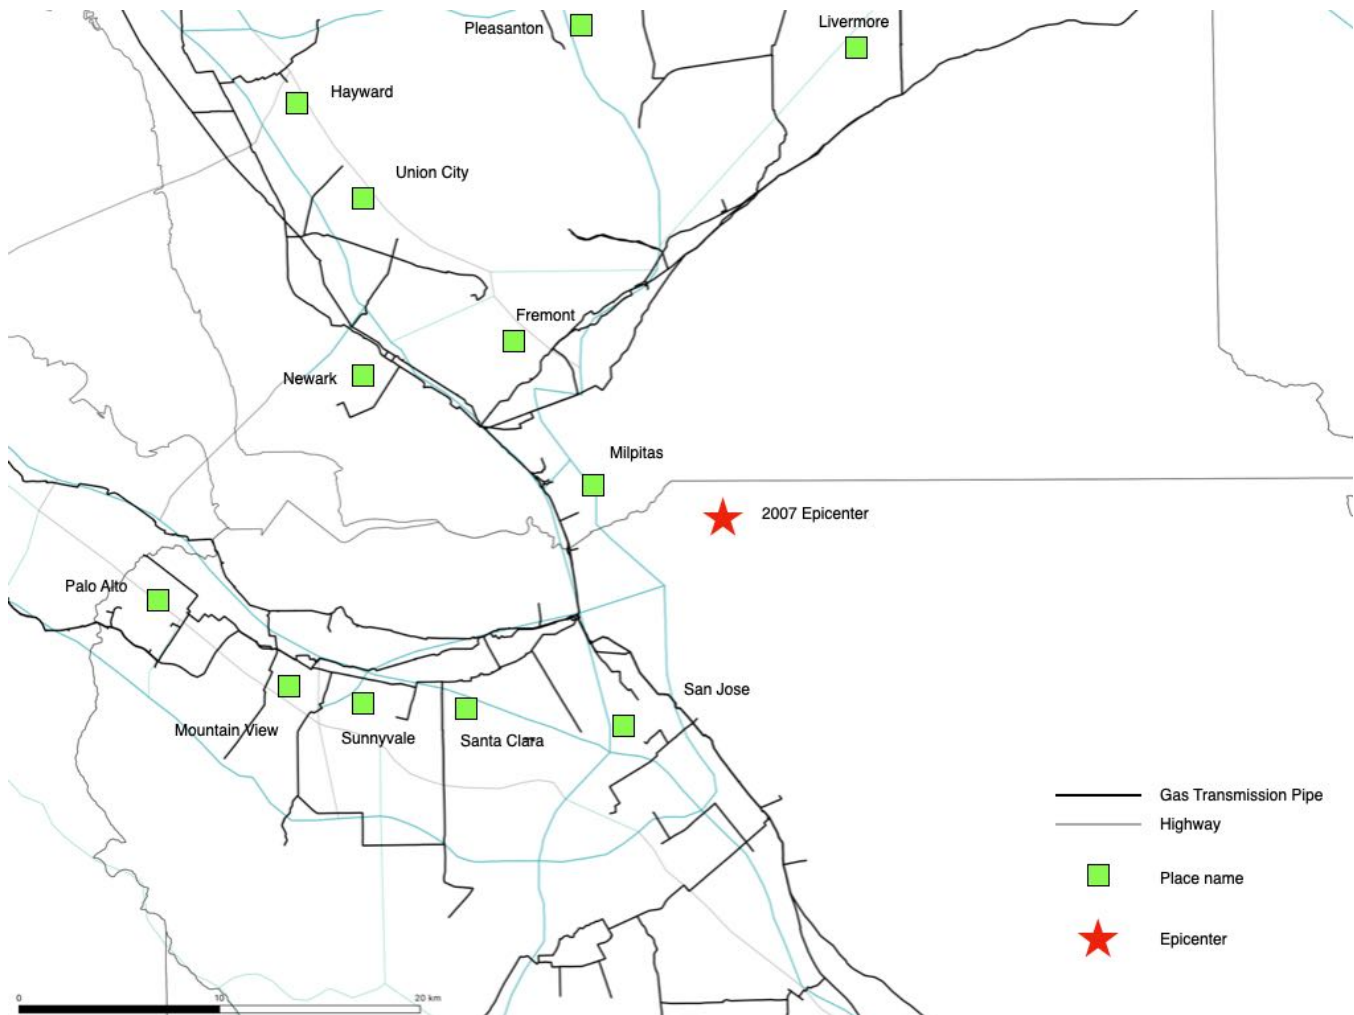 Livermore
Pleasanton
Hayward
Union City
Fremont
Newark
Milpitas
2007 Epicenter
Palo Alto
San Jose
Mountain View
Sunnyvale
Santa Clara
Gas Transmission Pipe
Highway
Place name
Epicenter
0 10 20 km